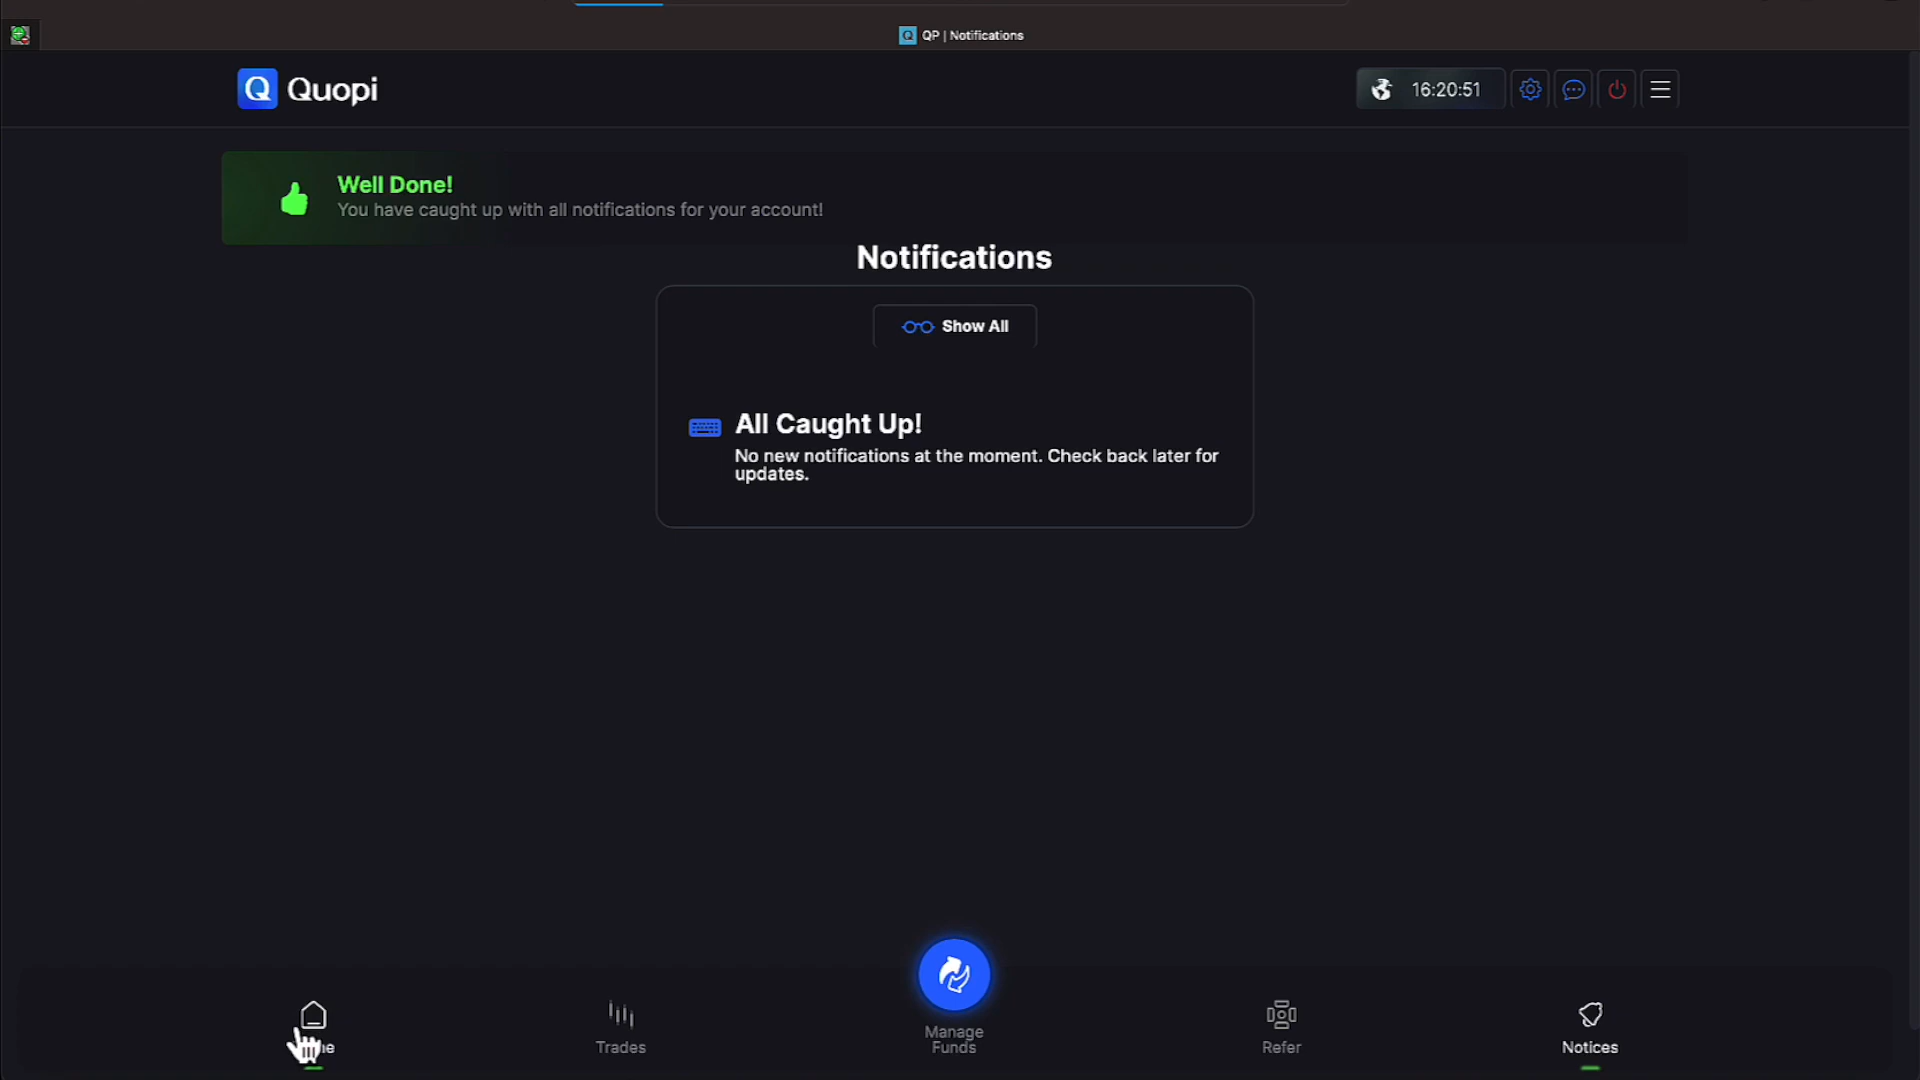 QP | Notifications
Quopi
16:20:51
Well Done!
You have caught up with all notifications for your account!
Notifications
Show All
All Caught Up!
No new notifications at the moment. Check back later for
updates.
Trades
Manage
Funds
Refer
Notices